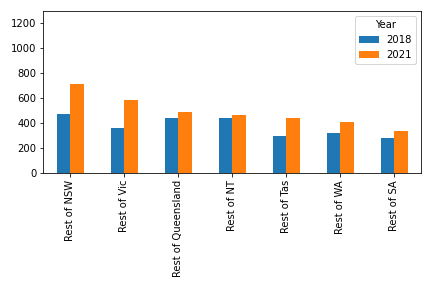 1200
1000
800
600
400
200
0
Year
2018
2021
Rest of NSW
Rest of Vic
Rest of Queensland
Rest of NT
Rest of Tas
Rest of WA
Rest of SA